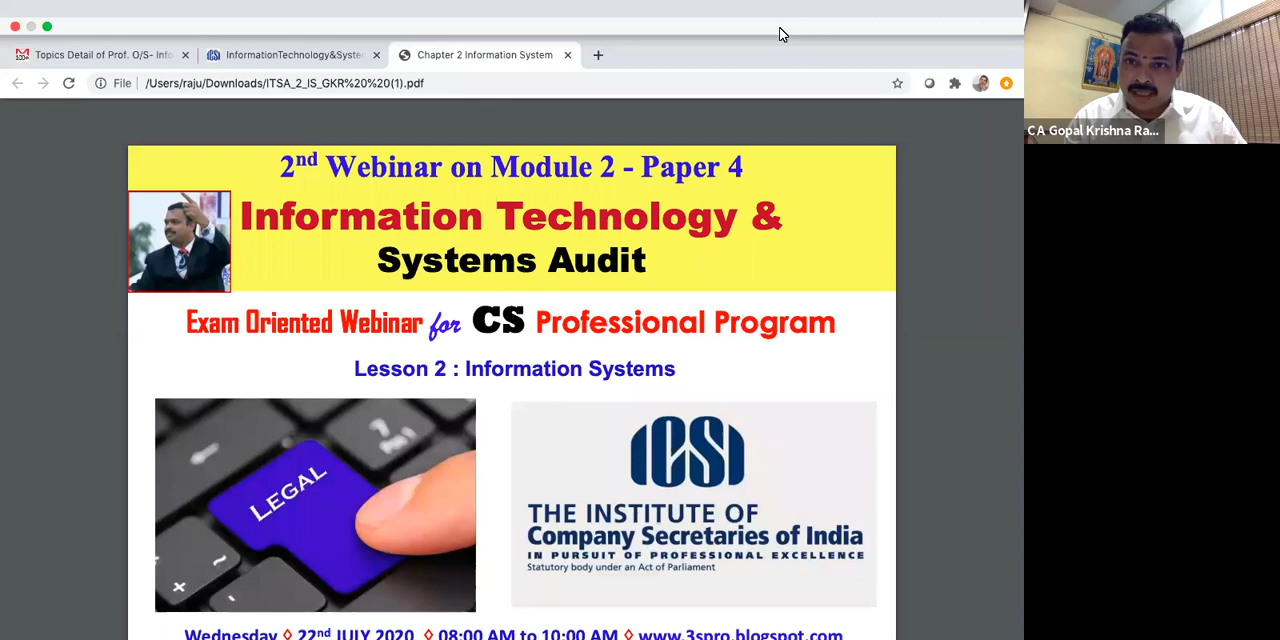 Topics Detail of Prof. O/S- Info
InformationTechnology&Syste
Chapter 2 Information System
File
/Users/raju/Downloads/ITSA_2_IS_GKR%20%20(1).pdf
CA Gopal Krishna Ra...
2nd Webinar on Module 2 - Paper 4
Information Technology &
Systems Audit
Exam Oriented Webinar for CS Professional Program
Lesson 2 : Information Systems
LEGAL
ICSI
THE INSTITUTE OF
Company Secretaries of India
IN PURSUIT OF PROFESSIONAL EXCELLENCE
Statutory body under an Act of Parliament
Wednesday ◊ 22nd JULY 2020 ◊ 08:00 AM to 10:00 AM ◊ www.3spro.blogspot.com